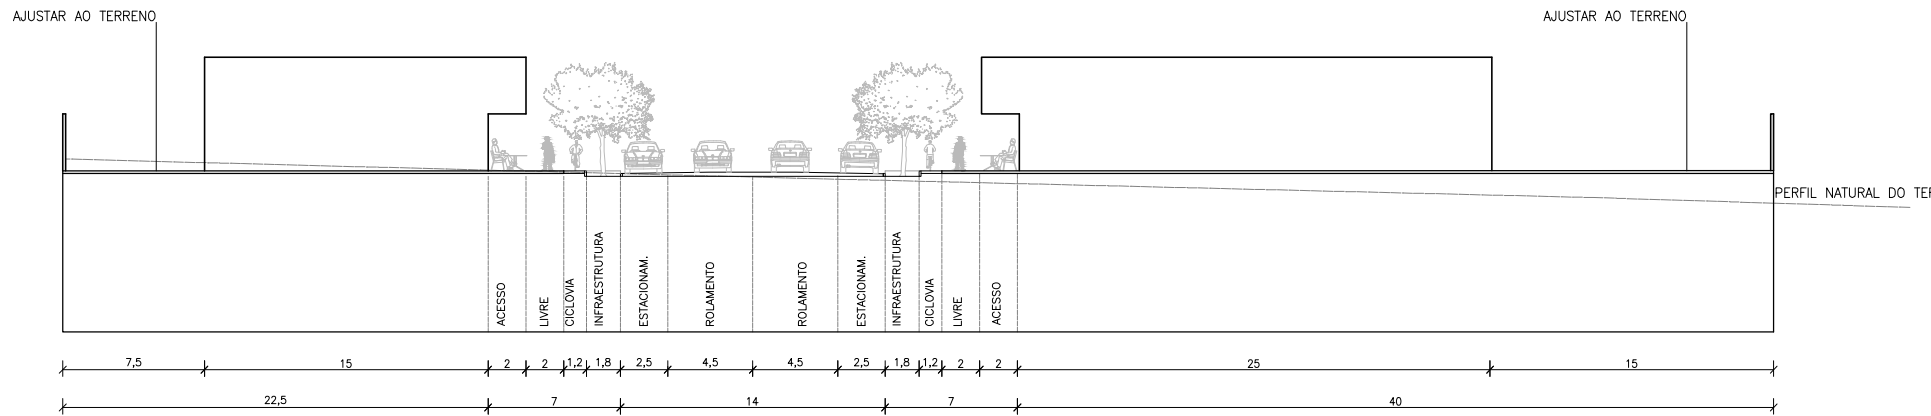 AJUSTAR AO TERRENO
AJUSTAR AO TERRENO
PERFIL NATURAL DO
ACESSO
LIVRE
CICLOVIA
INFRAESTRUTURA
ESTACIONAM.
ROLAMENTO
ROLAMENTO
ESTACIONAM.
INFRAESTRUTURA
CICLOVIA
LIVRE
ACESSO
7,5 15 2 2 1,2 1,8 2,5 4,5 4,5 2,5 1,8 1,2 2 2 25 15
22,5 7 14 7 40